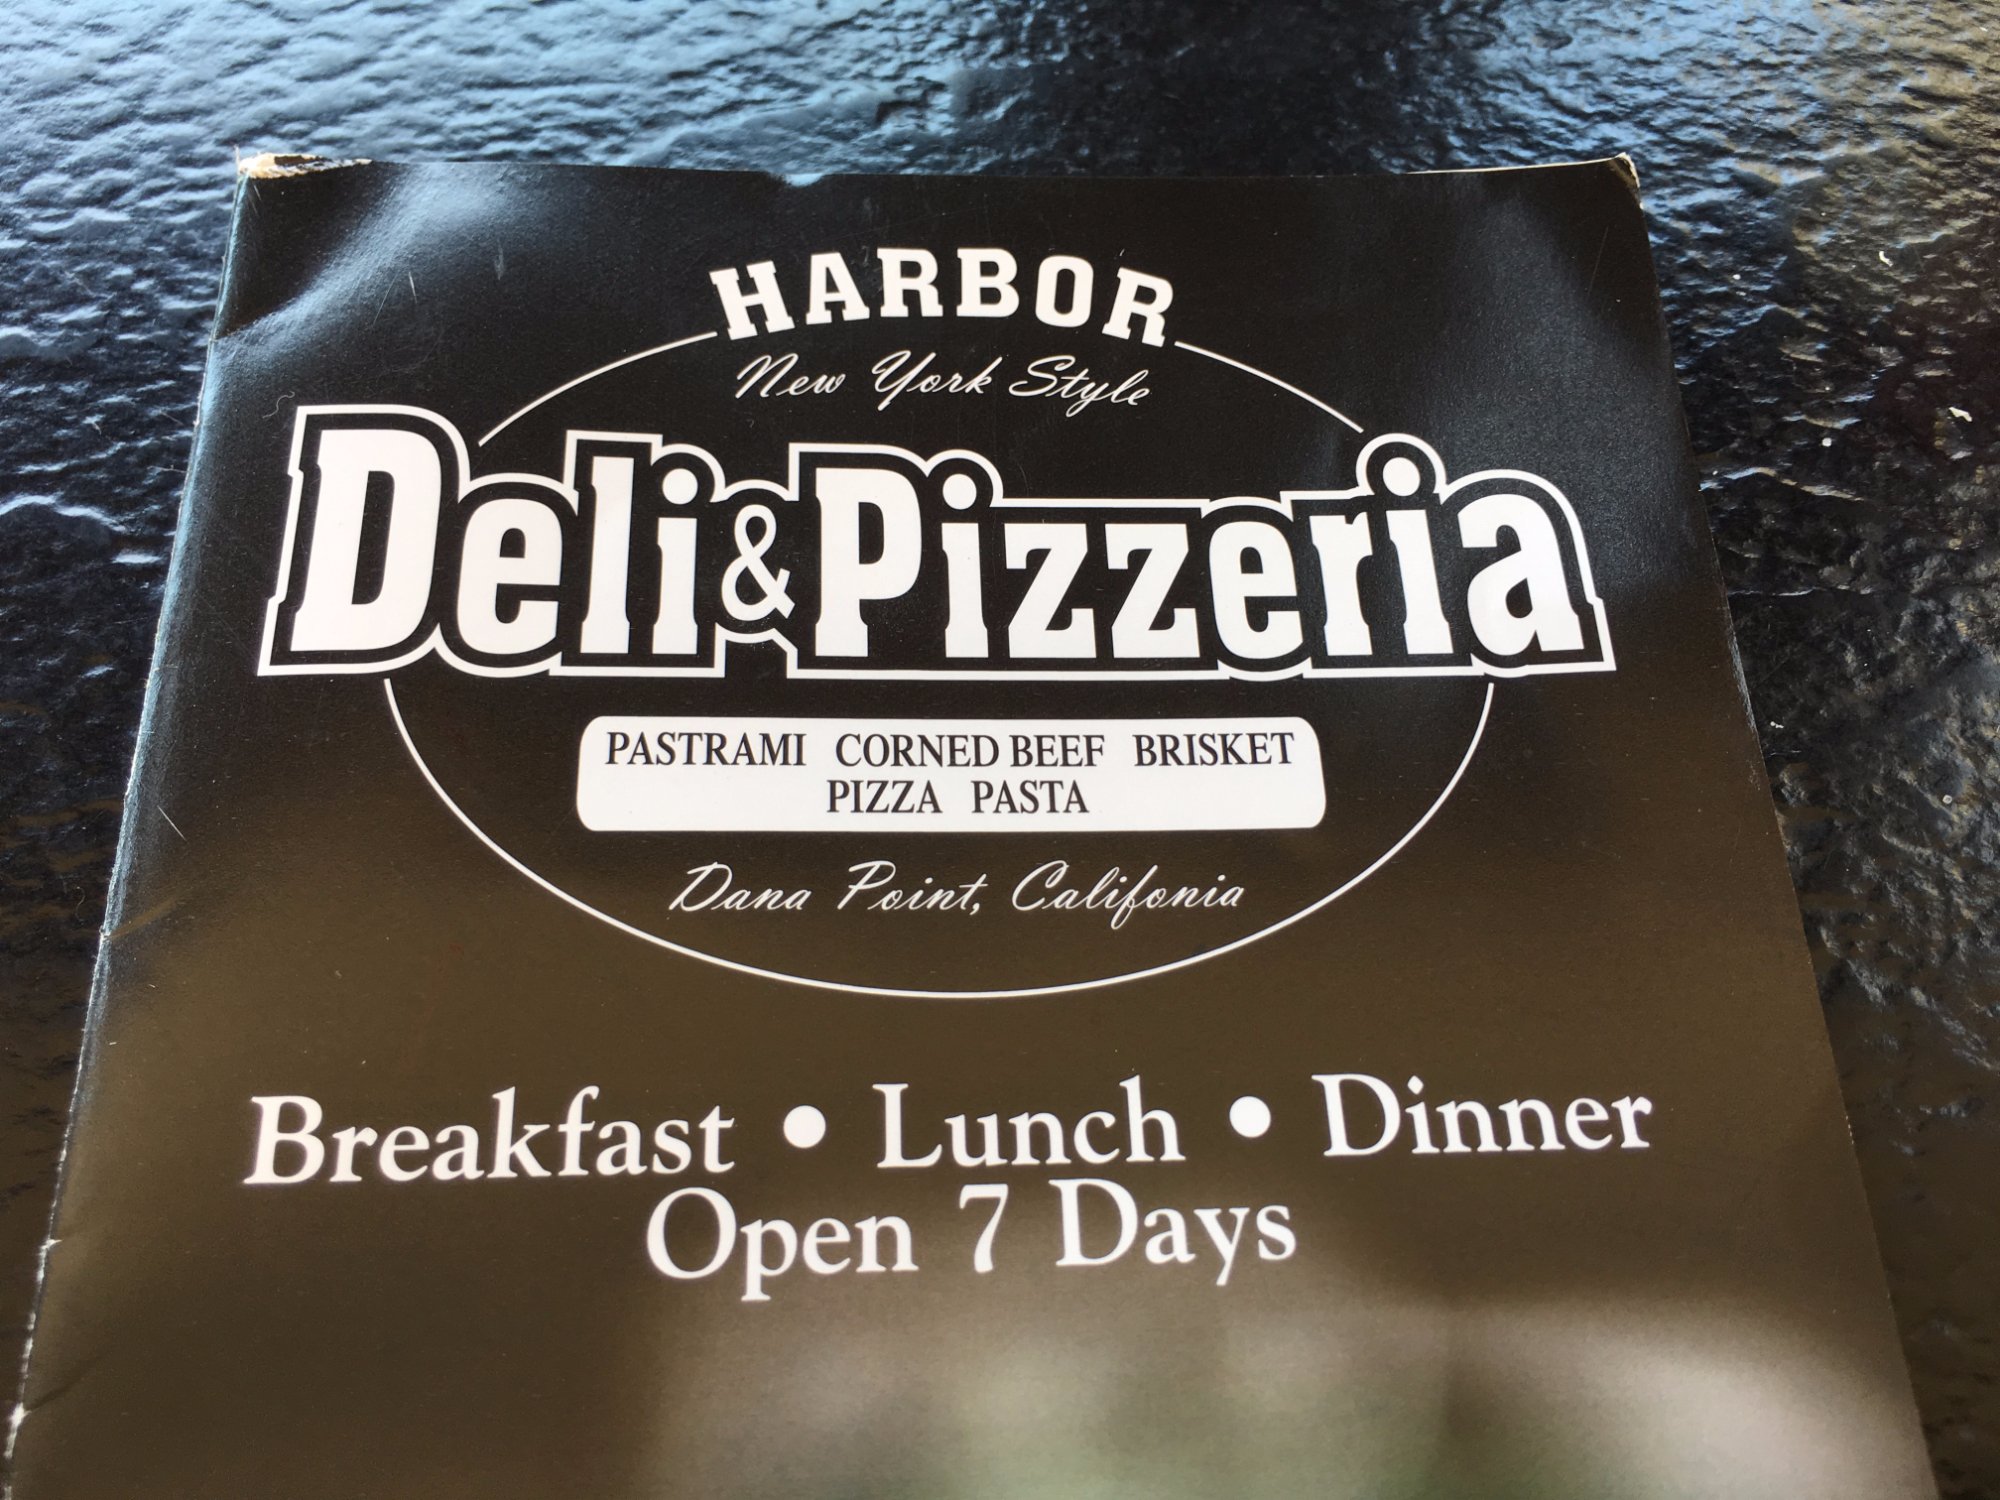 HARBOR
New York Style
Deli & Pizzeria
PASTRAMI CORNED BEEF BRISKET
PIZZA PASTA
Dana Point, Califonia
Breakfast • Lunch • Dinner
Open 7 Days